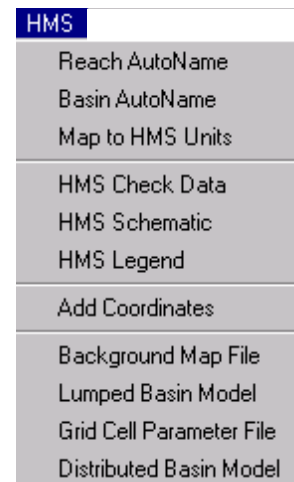 HMS
Reach AutoName
Basin AutoName
Map to HMS Units
HMS Check Data
HMS Schematic
HMS Legend
Add Coordinates
Background Map File
Lumped Basin Model
Grid Cell Parameter File
Distributed Basin Model